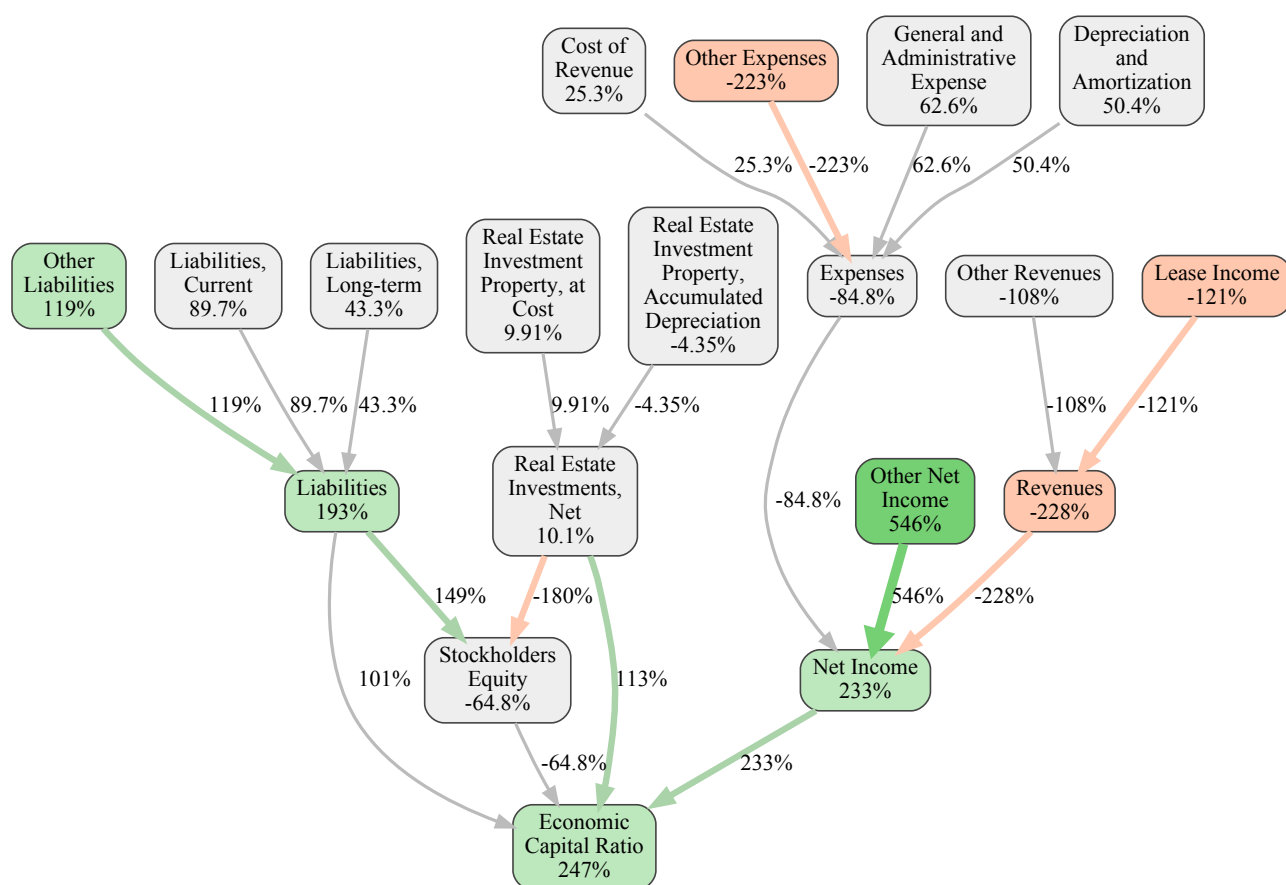 Cost of
Revenue
25.3%
Other Expenses
-223%
General and
Administrative
Expense
62.6%
Depreciation
and
Amortization
50.4%
25.3%
-223%
62.6%
50.4%
Other
Liabilities
119%
Liabilities,
Current
89.7%
Liabilities,
Long-term
43.3%
Real Estate
Investment
Property, at
Cost
9.91%
Real Estate
Investment
Property,
Accumulated
Depreciation
-4.35%
Expenses
-84.8%
Other Revenues
-108%
Lease Income
-121%
119%
89.7%
43.3%
9.91%
-4.35%
-108%
-121%
Liabilities
193%
Real Estate
Investments,
Net
10.1%
-84.8%
Other Net
Income
546%
Revenues
-228%
149%
-180%
546%
-228%
101%
Stockholders
Equity
-64.8%
113%
Net Income
233%
-64.8%
233%
Economic
Capital Ratio
247%